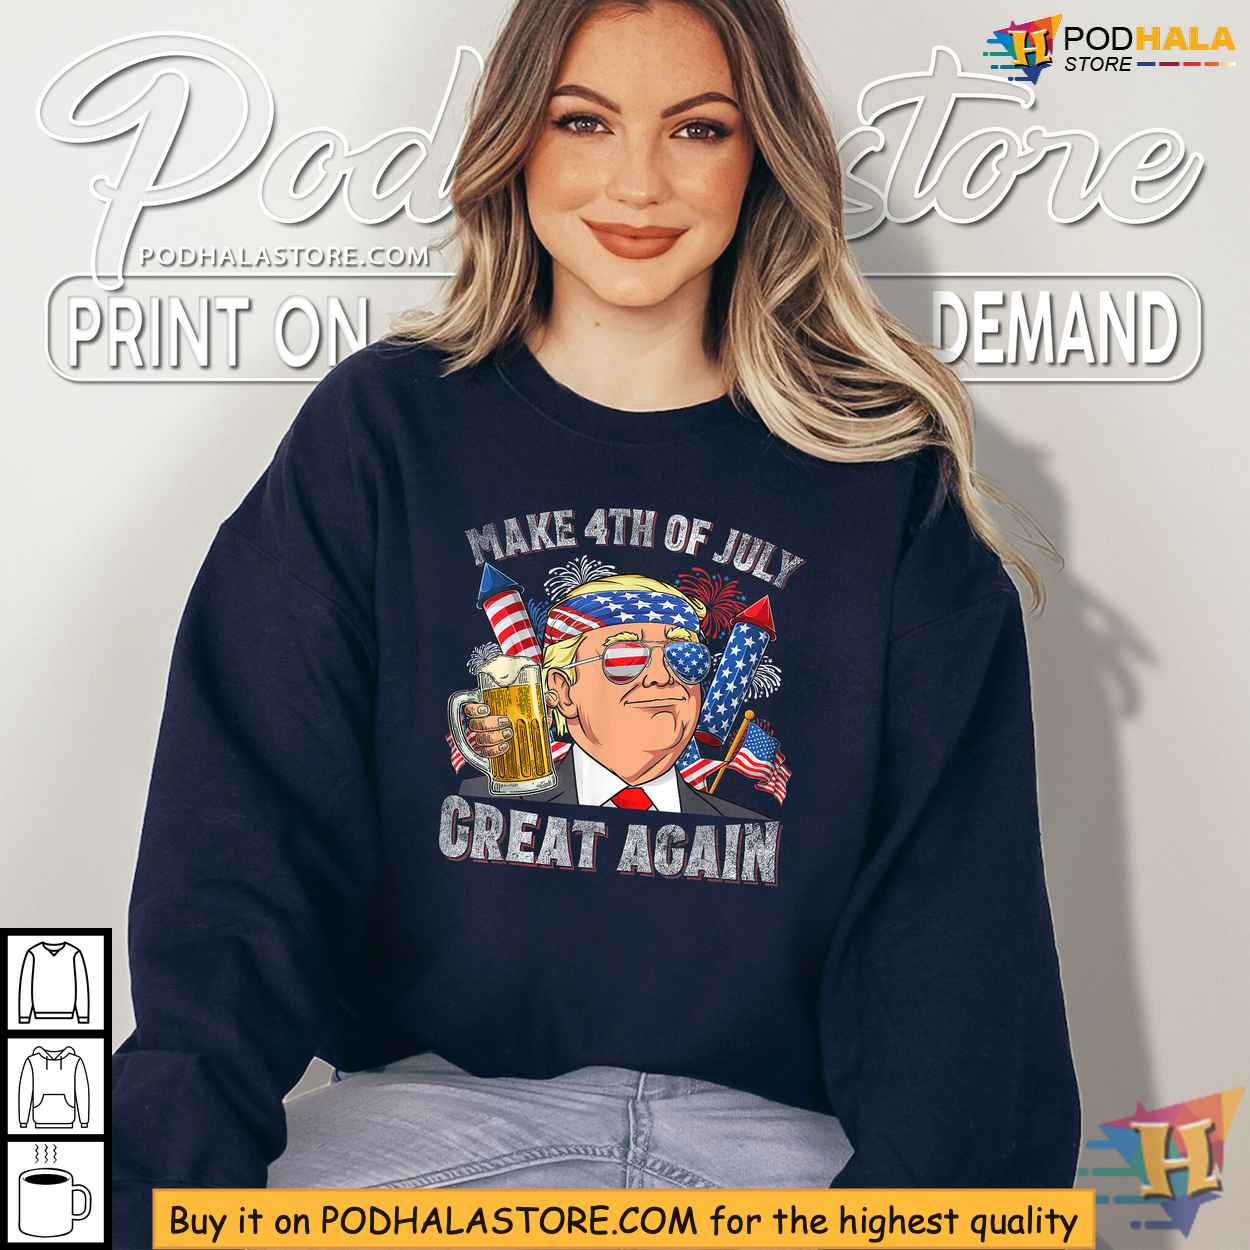 PODHALA
STORE
Pod store
PODHALASTORE.COM
PRINT ON DEMAND
MAKE 4TH OF JULY
GREAT AGAIN
H
Buy it on PODHALASTORE.COM for the highest quality